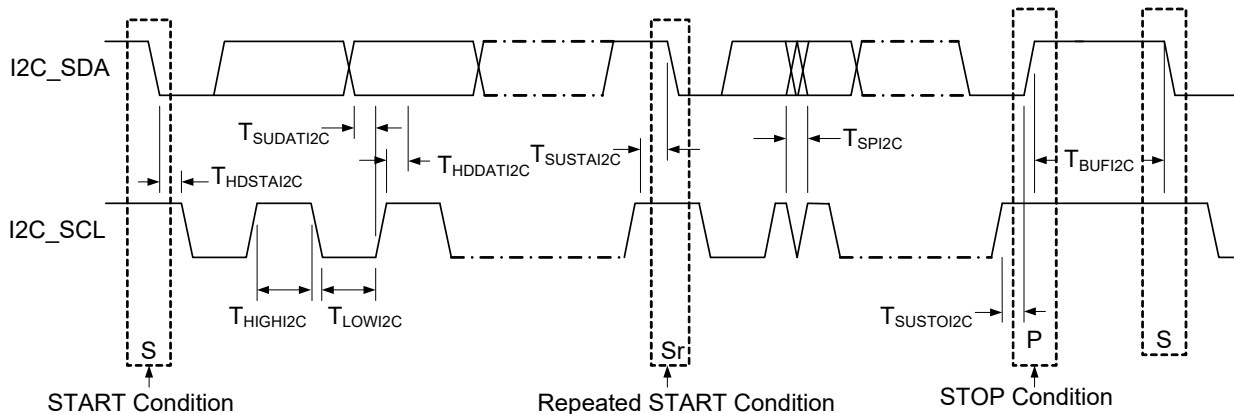 I2C_SDA
T_SUDATI2C
T_HDSTAI2C
T_HDDATI2C
T_SUSTAI2C
T_SPI2C
T_BUFI2C
I2C_SCL
T_HIGHI2C
T_LOWI2C
T_SUSTOI2C
S
Sr
P
S
START Condition
Repeated START Condition
STOP Condition